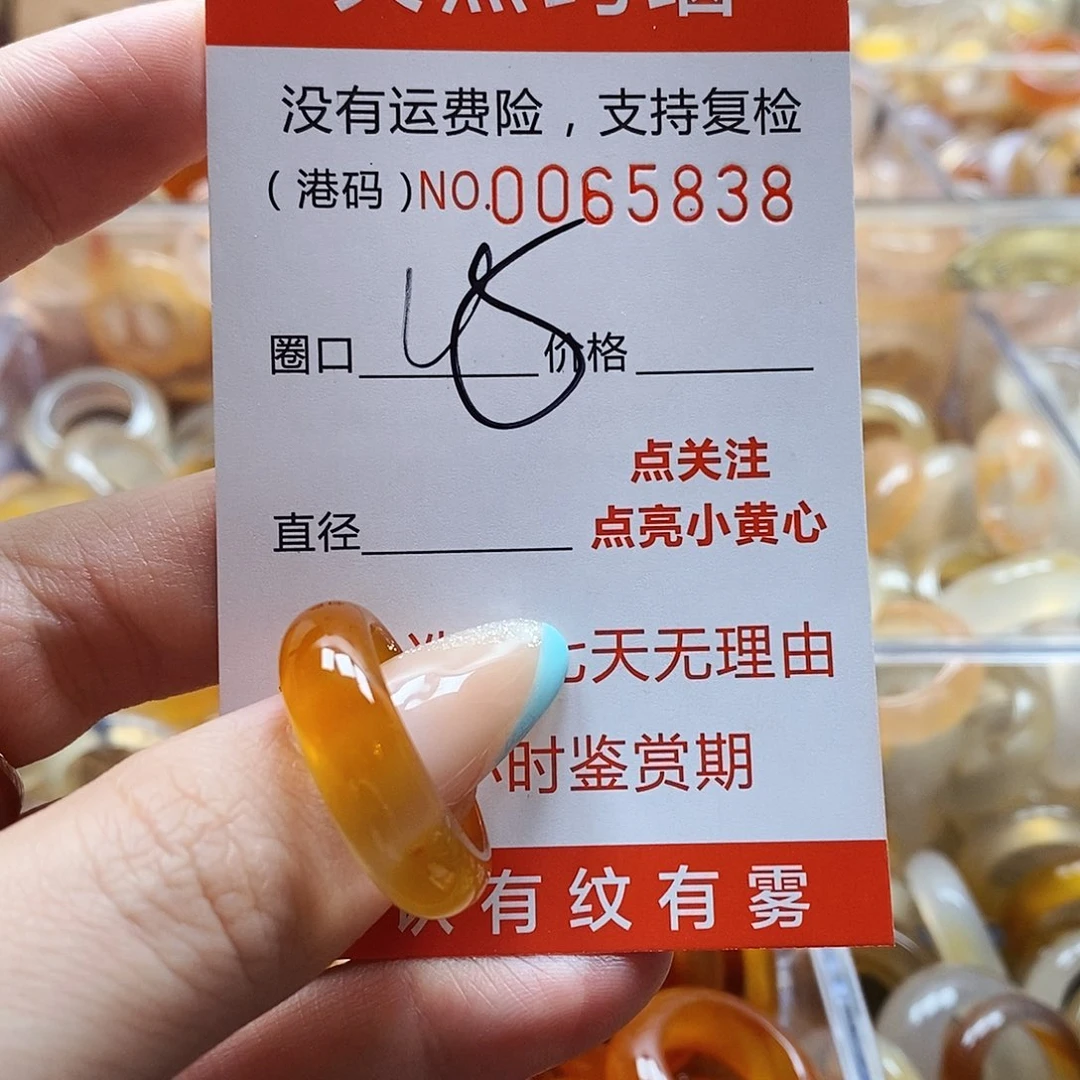 没有运费险，支持复检
(港码)NO.0065838
圈口 价格
点关注
直径
点亮小黄心
七天无理由
时鉴赏期
有纹有雾